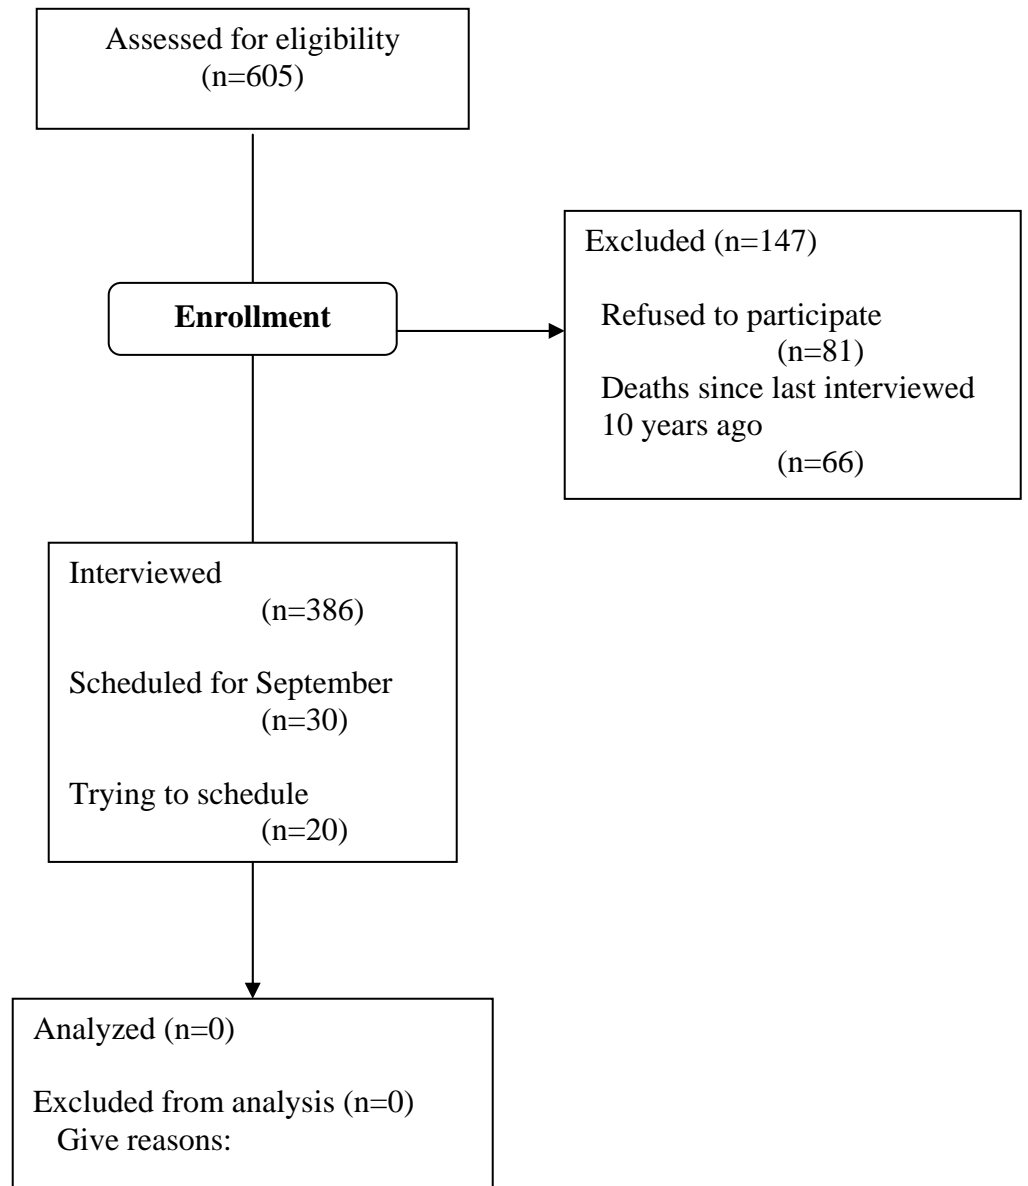 Assessed for eligibility
(n=605)
Excluded (n=147)
Refused to participate
(n=81)
Deaths since last interviewed
10 years ago
(n=66)
Enrollment
Interviewed
(n=386)
Scheduled for September
(n=30)
Trying to schedule
(n=20)
Analyzed (n=0)
Excluded from analysis (n=0)
Give reasons: